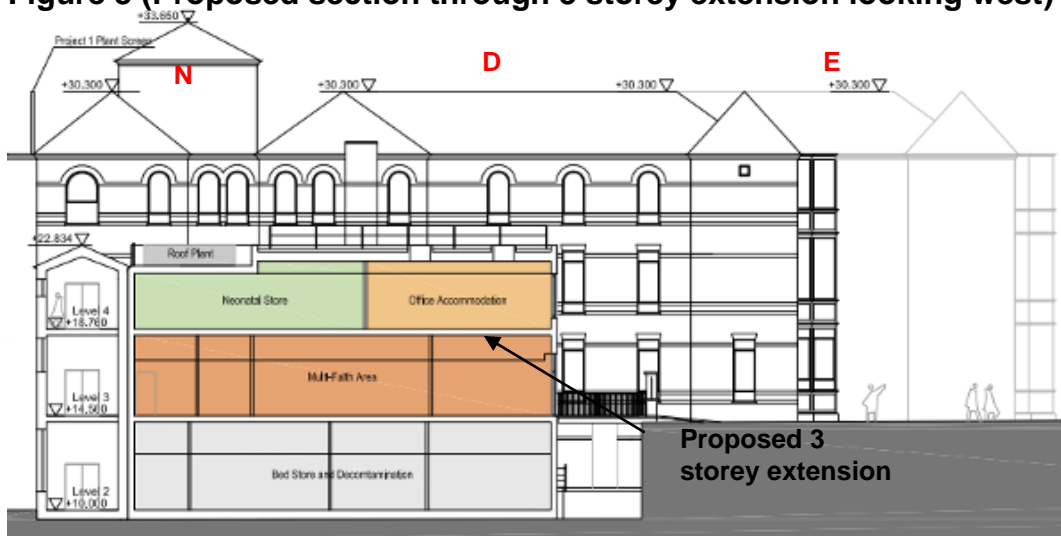 Figure 8 (Proposed section through 3 storey extension looking west)
+33.650
Project 1 Plant Screen
N
D
E
+30.300
+30.300
+30.300
+30.300
+22.834
Roof Plant
Neonatal Store
Office Accommodation
Level 4
+18.760
Multi-Faith Area
Level 3
+14.500
Proposed 3
storey extension
Bed Store and Decontamination
Level 2
+10.000